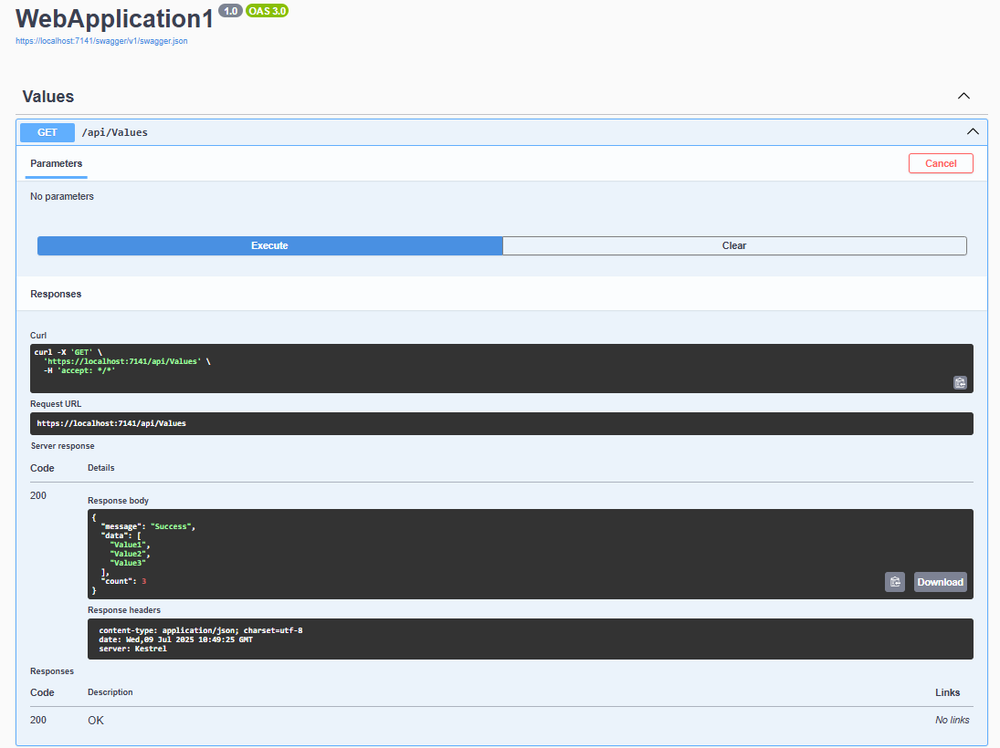 WebApplication1 1.0 OAS 3.0
https://localhost:7141/swagger/v1/swagger.json
Values
GET /api/Values
Parameters Cancel
No parameters
Execute Clear
Responses
Curl
curl -X 'GET' \
  'https://localhost:7141/api/Values' \
  -H 'accept: */*'
Request URL
https://localhost:7141/api/Values
Server response
Code Details
200
Response body
{
  "message": "Success",
  "data": [
    "Value1",
    "Value2",
    "Value3"
  ],
  "count": 3
}
Download
Response headers
content-type: application/json; charset=utf-8
date: Wed,09 Jul 2025 10:49:25 GMT
server: Kestrel
Responses
Code Description Links
200 OK No links